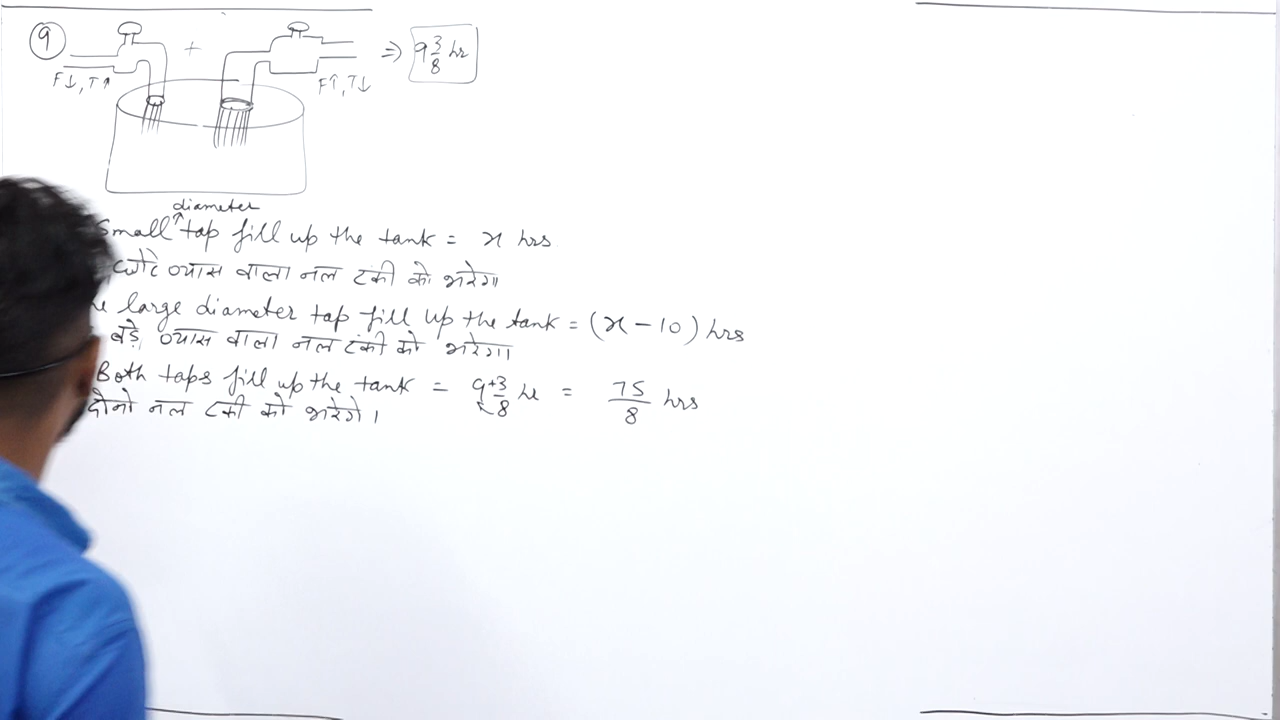 9 + ⇒ 9 3/8 hr
F↓, T↑ F↑, T↓
diameter
Small tap fill up the tank = x hrs
छोटे व्यास वाला नल टंकी को भरेगा
large diameter tap fill up the tank = (x - 10) hrs
बड़े व्यास वाला नल टंकी को भरेगा।
Both taps fill up the tank = 9 +3/8 hr = 75/8 hrs
दोनो नल टंकी को भरेगे।